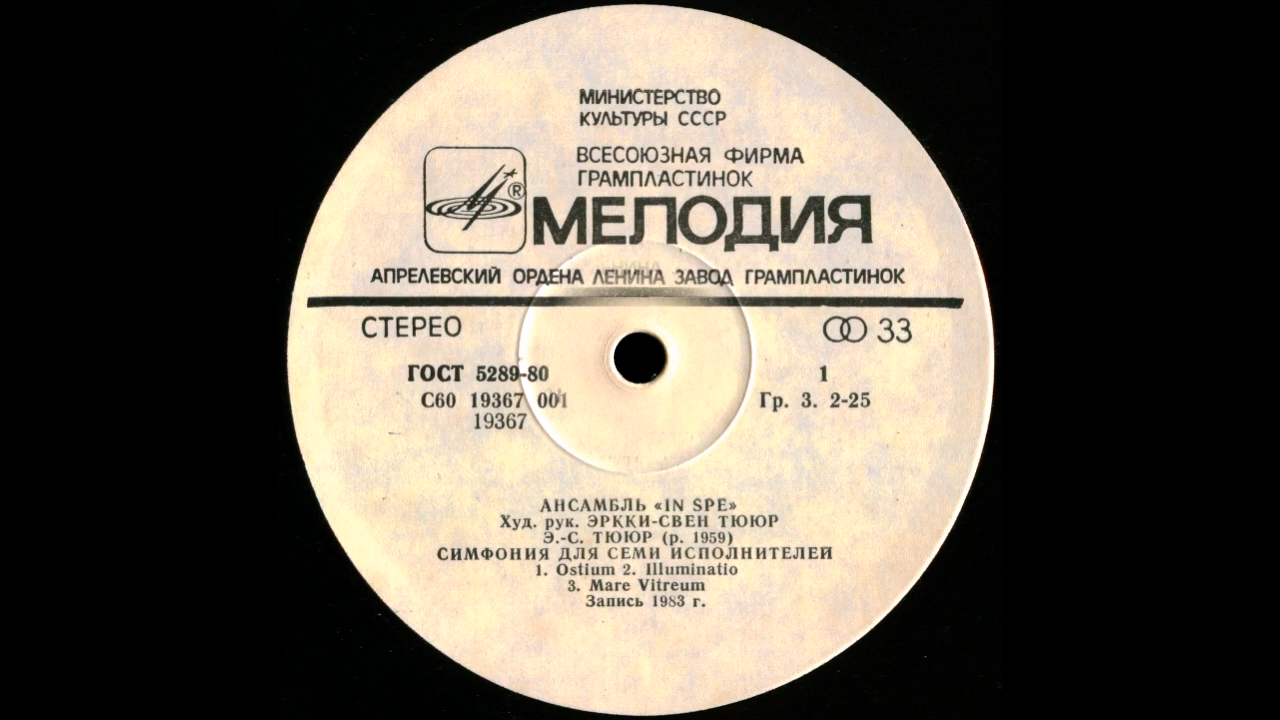 МИНИСТЕРСТВО
КУЛЬТУРЫ СССР
ВСЕСОЮЗНАЯ ФИРМА
ГРАМПЛАСТИНОК
® МЕЛОДИЯ
АПРЕЛЕВСКИЙ ОРДЕНА ЛЕНИНА ЗАВОД ГРАМПЛАСТИНОК
СТЕРЕО 33
ГОСТ 5289-80 1
С60 19367 001 Гр. 3. 2-25
19367
АНСАМБЛЬ «IN SPE»
Худ. рук. ЭРККИ-СВЕН ТЮЮР
Э.-С. ТЮЮР (р. 1959)
СИМФОНИЯ ДЛЯ СЕМИ ИСПОЛНИТЕЛЕЙ
1. Ostium 2. Illuminatio
3. Mare Vitreum
Запись 1983 г.